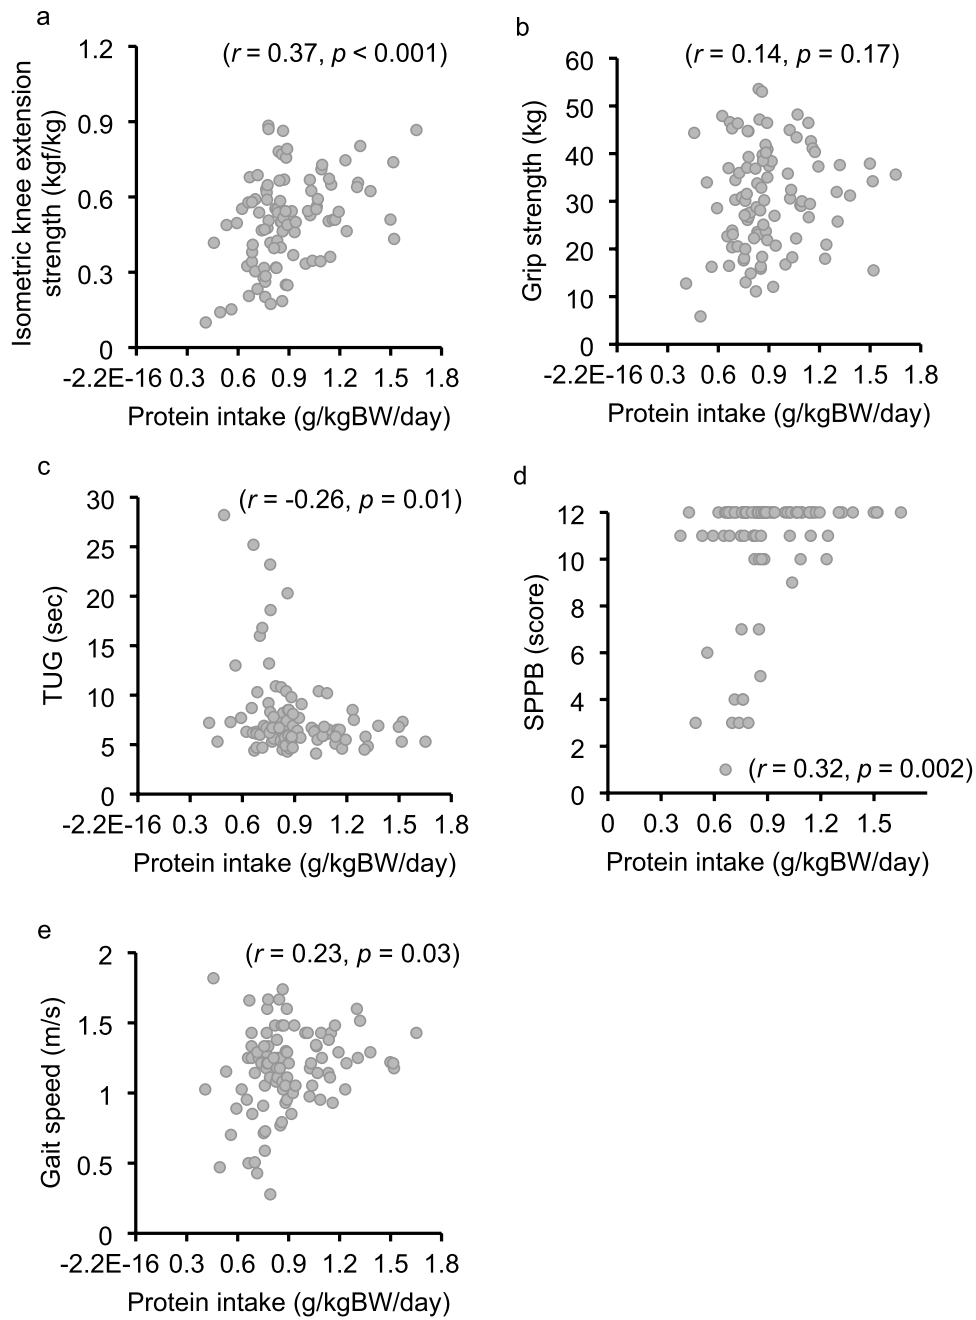 a
(r = 0.37, p < 0.001)
Isometric knee extension
strength (kgf/kg)
1.2
0.9
0.6
0.3
0
-2.2E-16 0.3 0.6 0.9 1.2 1.5 1.8
Protein intake (g/kgBW/day)
b
(r = 0.14, p = 0.17)
Grip strength (kg)
60
50
40
30
20
10
0
-2.2E-16 0.3 0.6 0.9 1.2 1.5 1.8
Protein intake (g/kgBW/day)
c
(r = -0.26, p = 0.01)
TUG (sec)
30
25
20
15
10
5
0
-2.2E-16 0.3 0.6 0.9 1.2 1.5 1.8
Protein intake (g/kgBW/day)
d
SPPB (score)
12
10
8
6
4
2
0
(r = 0.32, p = 0.002)
0 0.3 0.6 0.9 1.2 1.5
Protein intake (g/kgBW/day)
e
(r = 0.23, p = 0.03)
Gait speed (m/s)
2
1.5
1
0.5
0
-2.2E-16 0.3 0.6 0.9 1.2 1.5 1.8
Protein intake (g/kgBW/day)